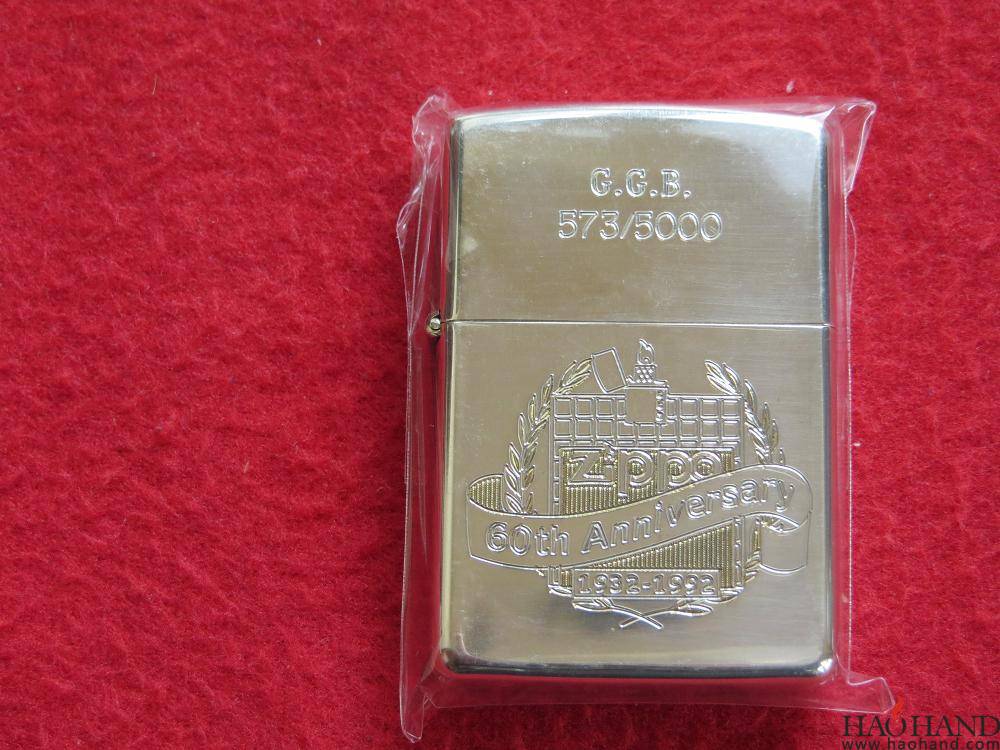 G.G.B.
573/5000
zippo
60th Anniversary
1932-1992
HAOHAND
www.haohand.com